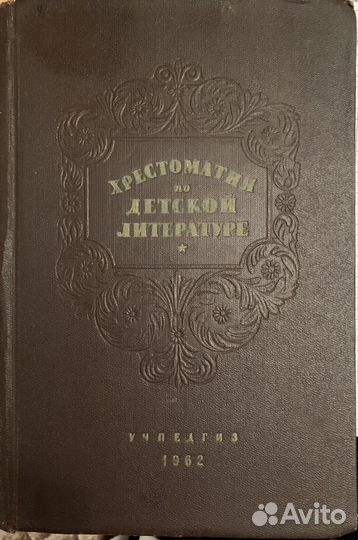 ХРЕСТОМАТИЯ
по
ДЕТСКОЙ
ЛИТЕРАТУРЕ
УЧПЕДГИЗ
1962
Avito